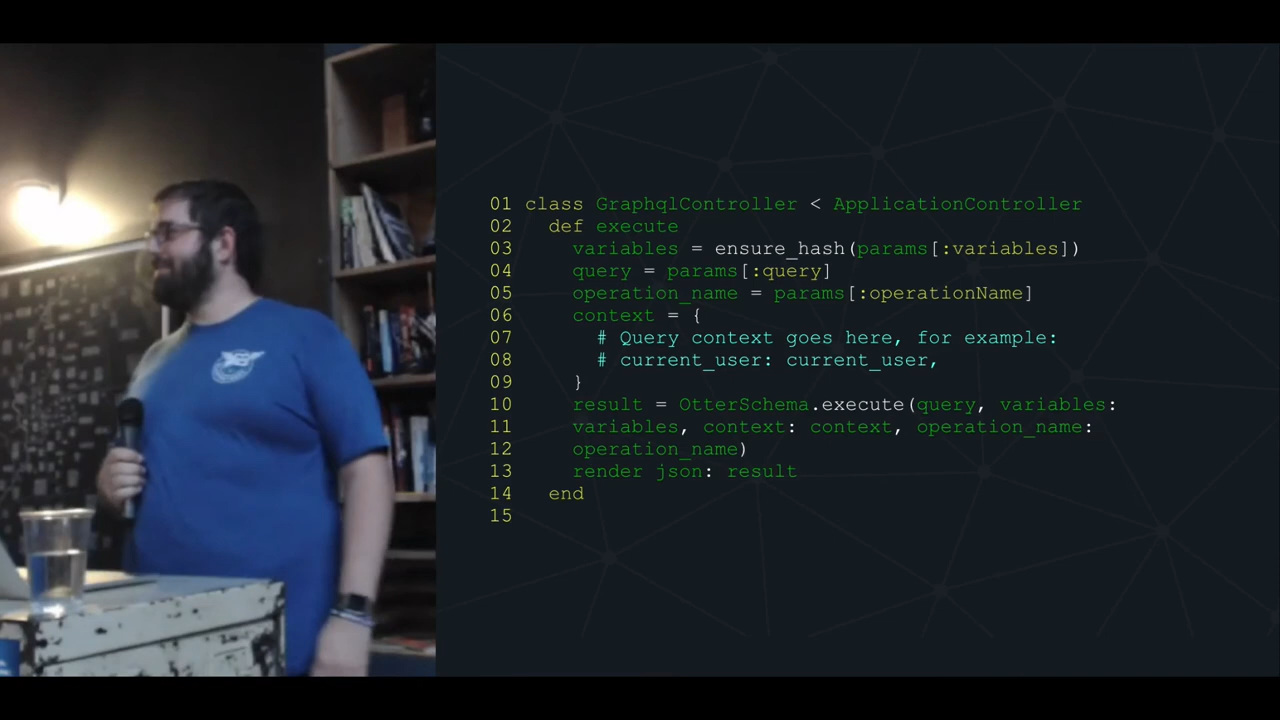 01 class GraphqlController < ApplicationController
02   def execute
03     variables = ensure_hash(params[:variables])
04     query = params[:query]
05     operation_name = params[:operationName]
06     context = {
07       # Query context goes here, for example:
08       # current_user: current_user,
09     }
10     result = OtterSchema.execute(query, variables:
11     variables, context: context, operation_name:
12     operation_name)
13     render json: result
14   end
15